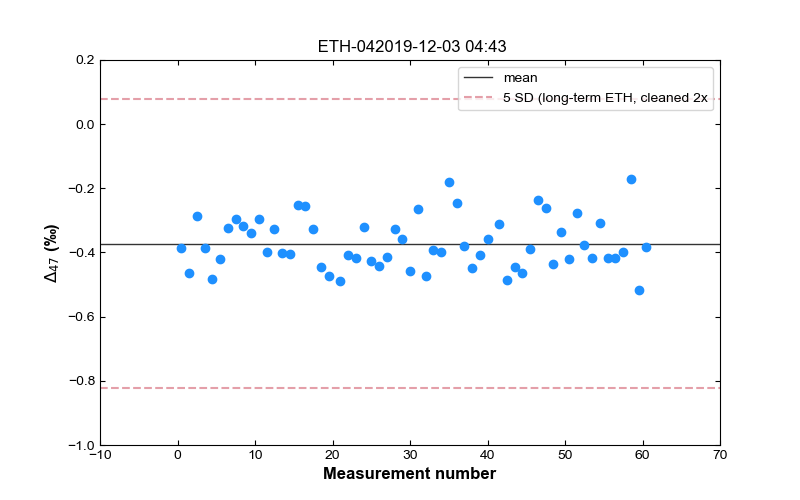 ETH-042019-12-03 04:43
0.2
mean
5 SD (long-term ETH, cleaned 2x
0.0
−0.2
Δ47 (‰)
−0.4
−0.6
−0.8
−1.0
−10 0 10 20 30 40 50 60 70
Measurement number